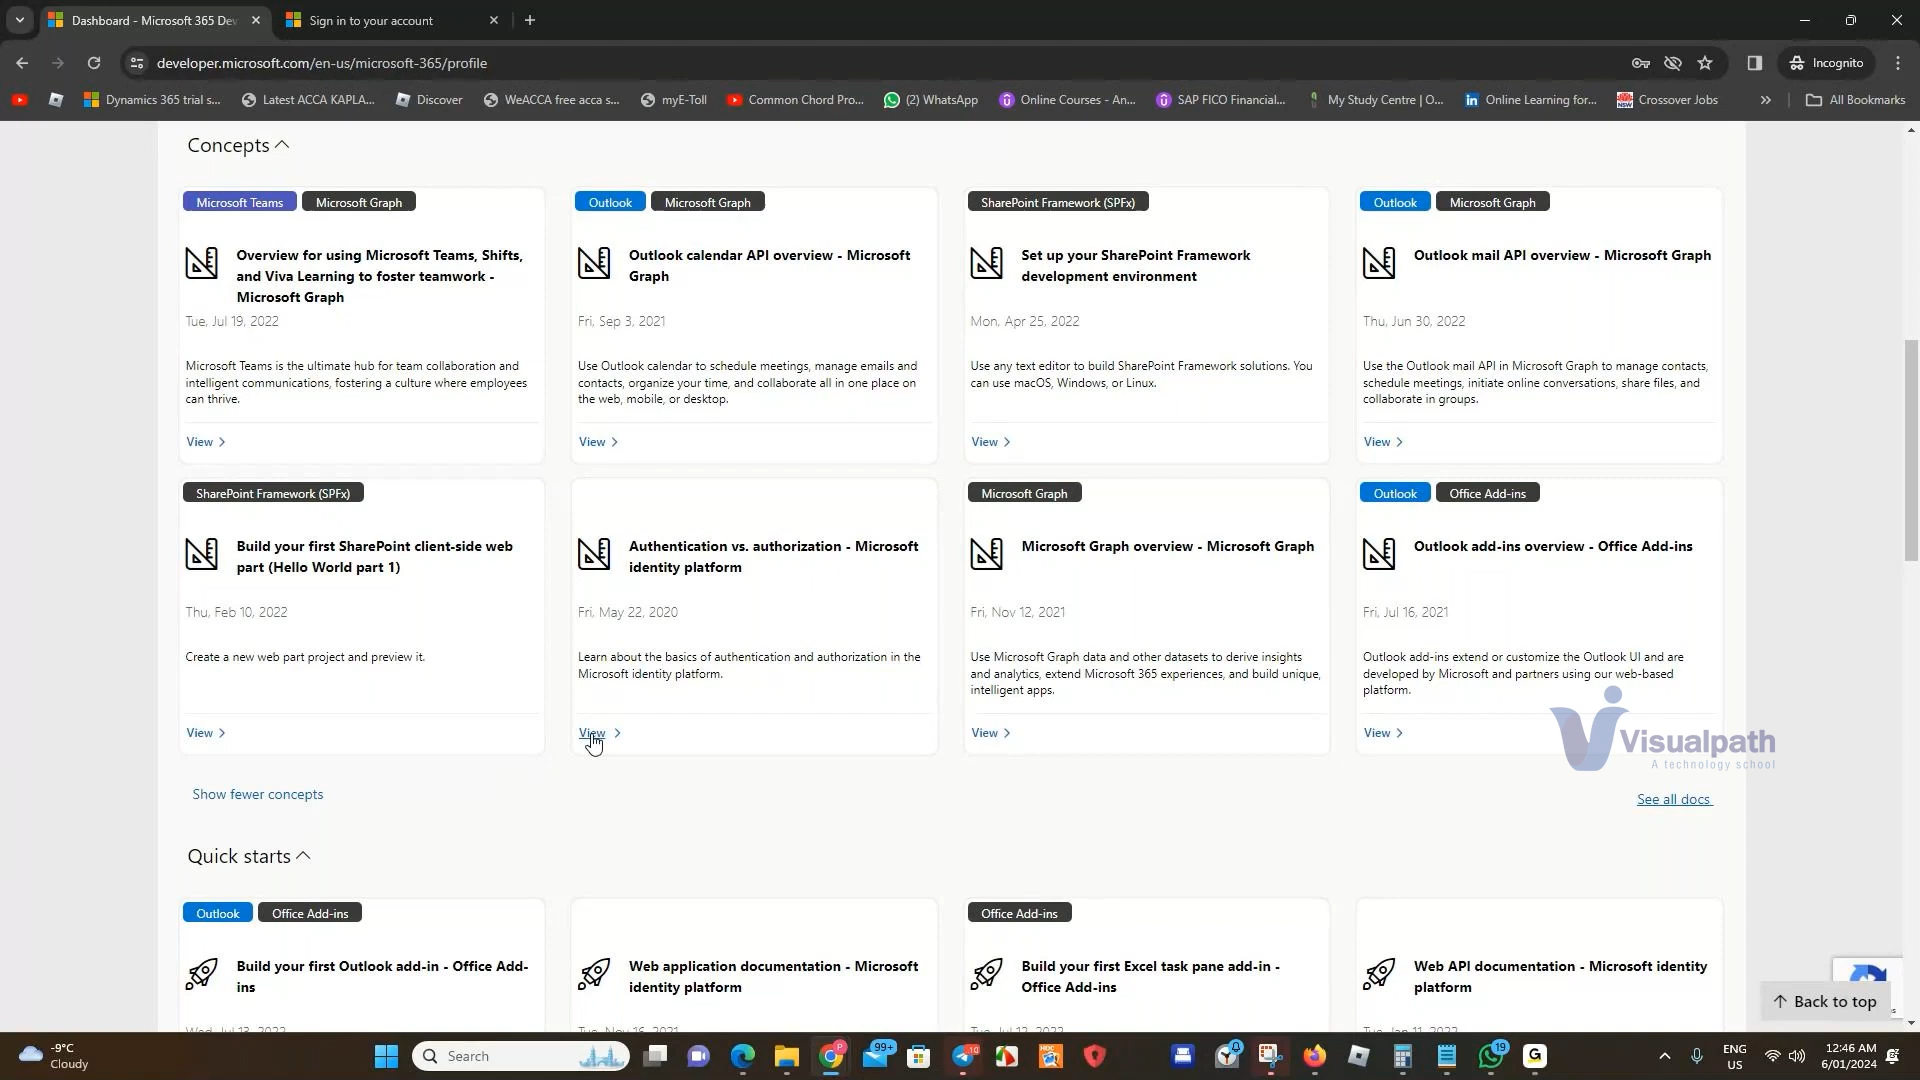 Dashboard - Microsoft 365 Dev
Sign in to your account
developer.microsoft.com/en-us/microsoft-365/profile
Incognito
Dynamics 365 trial s...
Latest ACCA KAPLA...
Discover
WeACCA free acca s...
myE-Toll
Common Chord Pro...
(2) WhatsApp
Online Courses - An...
SAP FICO Financial...
My Study Centre | O...
Online Learning for...
Crossover Jobs
All Bookmarks
Concepts
Microsoft Teams
Microsoft Graph
Overview for using Microsoft Teams, Shifts,
and Viva Learning to foster teamwork -
Microsoft Graph
Tue, Jul 19, 2022
Microsoft Teams is the ultimate hub for team collaboration and
intelligent communications, fostering a culture where employees
can thrive.
View
Outlook
Microsoft Graph
Outlook calendar API overview - Microsoft
Graph
Fri, Sep 3, 2021
Use Outlook calendar to schedule meetings, manage emails and
contacts, organize your time, and collaborate all in one place on
the web, mobile, or desktop.
View
SharePoint Framework (SPFx)
Set up your SharePoint Framework
development environment
Mon, Apr 25, 2022
Use any text editor to build SharePoint Framework solutions. You
can use macOS, Windows, or Linux.
View
Outlook
Microsoft Graph
Outlook mail API overview - Microsoft Graph
Thu, Jun 30, 2022
Use the Outlook mail API in Microsoft Graph to manage contacts,
schedule meetings, initiate online conversations, share files, and
collaborate in groups.
View
SharePoint Framework (SPFx)
Build your first SharePoint client-side web
part (Hello World part 1)
Thu, Feb 10, 2022
Create a new web part project and preview it.
View
Authentication vs. authorization - Microsoft
identity platform
Fri, May 22, 2020
Learn about the basics of authentication and authorization in the
Microsoft identity platform.
View
Microsoft Graph
Microsoft Graph overview - Microsoft Graph
Fri, Nov 12, 2021
Use Microsoft Graph data and other datasets to derive insights
and analytics, extend Microsoft 365 experiences, and build unique,
intelligent apps.
View
Outlook
Office Add-ins
Outlook add-ins overview - Office Add-ins
Fri, Jul 16, 2021
Outlook add-ins extend or customize the Outlook UI and are
developed by Microsoft and partners using our web-based
platform.
View
Visualpath
A technology school
Show fewer concepts
See all docs
Quick starts
Outlook
Office Add-ins
Build your first Outlook add-in - Office Add-
ins
Wed, Jul 13, 2022
Web application documentation - Microsoft
identity platform
Tue, Nov 16, 2021
Office Add-ins
Build your first Excel task pane add-in -
Office Add-ins
Tue, Jul 12, 2022
Web API documentation - Microsoft identity
platform
Tue, Jan 11, 2022
Back to top
-9°C
Cloudy
Search
99+
10
19
ENG
US
12:46 AM
6/01/2024